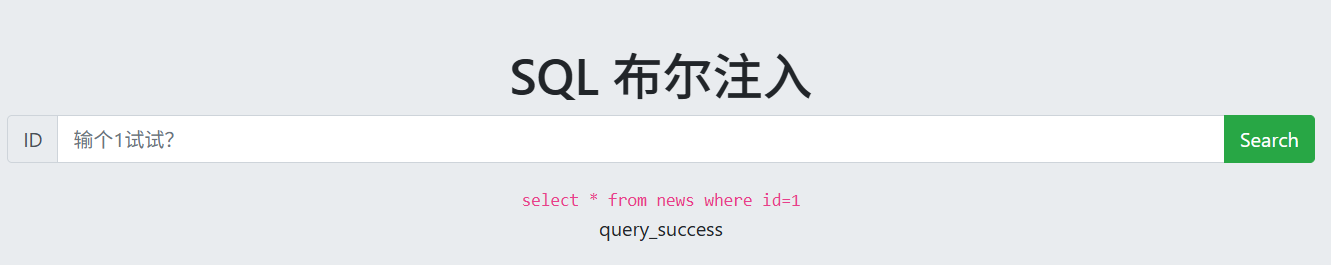 SQL 布尔注入
ID 输个1试试? Search
select * from news where id=1
query_success